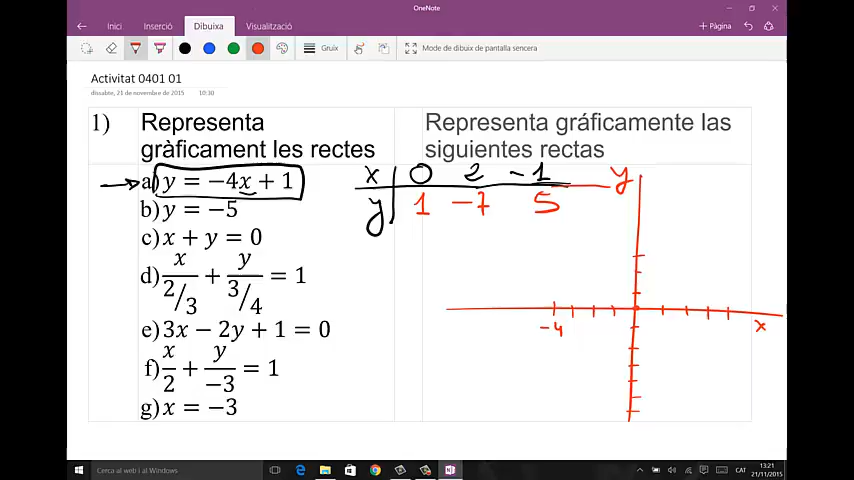 OneNote
Inici Inserció Dibuixa Visualització
Pàgina
Gruix Mode de dibuix de pantalla sencera
Activitat 0401 01
dissabte, 21 de novembre de 2015 10:30
1) Representa
gràficament les rectes
Representa gráficamente las
siguientes rectas
a) y = −4x + 1
b) y = −5
c) x + y = 0
d) x / 2/3 + y / 3/4 = 1
e) 3x − 2y + 1 = 0
f) x/2 + y/−3 = 1
g) x = −3
x 0 2 -1
y 1 -7 5
y
-4 x
Cerca al web i al Windows
CAT
13:21
21/11/2015